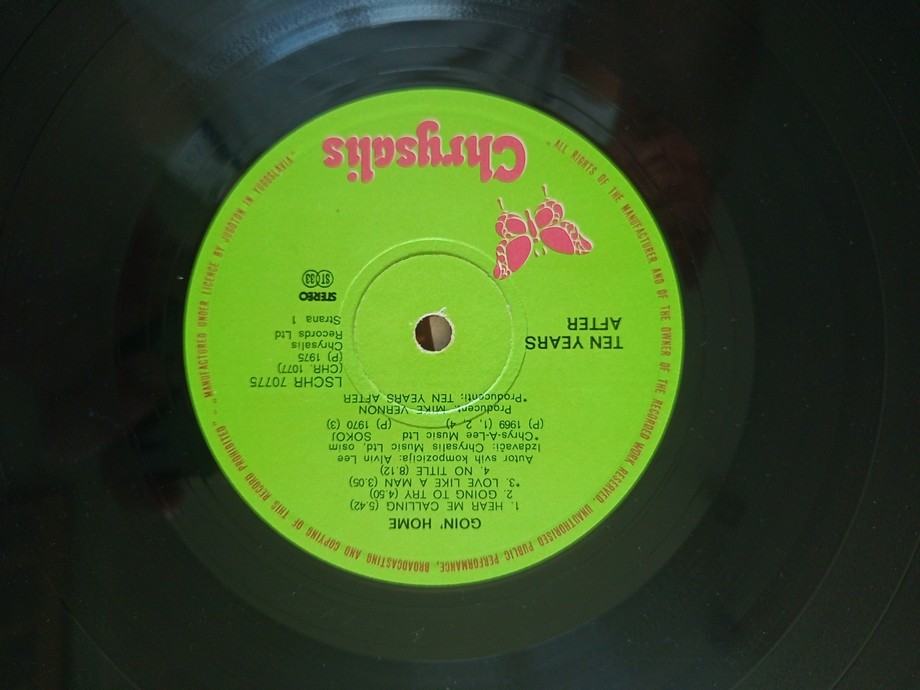 Chrysalis
TEN YEARS
AFTER
STEREO
ST 33
LSCHR 70775
(CHR. 1077)
(P) 1975
Chrysalis
Records Ltd
Strana 1
*Producenti: TEN YEARS AFTER
Producent: MIKE VERNON
(P) 1969 (1, 2, 4) (P) 1970 (3)
*Chrys-A-Lee Music Ltd SOKOJ
Izdavači: Chrysalis Music Ltd, osim
Autor svih kompozicija: Alvin Lee
4. NO TITLE (8.12)
*3. LOVE LIKE A MAN (3.05)
2. GOING TO TRY (4.50)
1. HEAR ME CALLING (5.42)
GOIN' HOME
"MANUFACTURED UNDER LICENCE BY JUGOTON IN YUGOSLAVIA"
"ALL RIGHTS OF THE MANUFACTURER AND OF THE OWNER OF THE RECORDED WORK RESERVED. UNAUTHORISED PUBLIC PERFORMANCE, BROADCASTING AND COPYING OF THIS RECORD PROHIBITED"